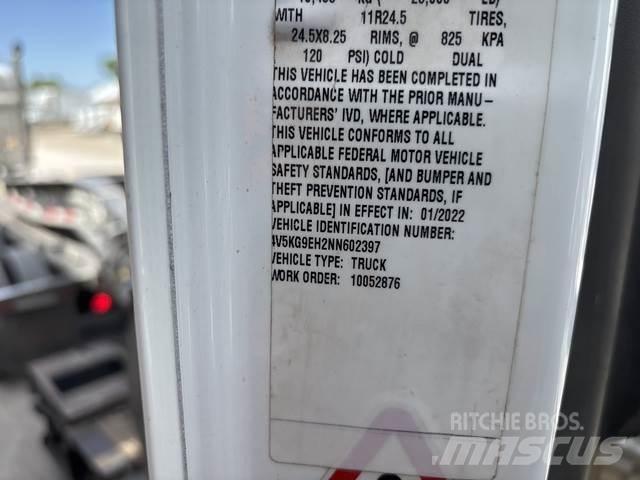 WITH 11R24.5 TIRES,
24.5X8.25 RIMS, @ 825 KPA
120 PSI) COLD DUAL
THIS VEHICLE HAS BEEN COMPLETED IN
ACCORDANCE WITH THE PRIOR MANU-
FACTURERS' IVD, WHERE APPLICABLE.
THIS VEHICLE CONFORMS TO ALL
APPLICABLE FEDERAL MOTOR VEHICLE
SAFETY STANDARDS, [AND BUMPER AND
THEFT PREVENTION STANDARDS, IF
APPLICABLE] IN EFFECT IN: 01/2022
VEHICLE IDENTIFICATION NUMBER:
4V5KG9EH2NN602397
VEHICLE TYPE: TRUCK
WORK ORDER: 10052876
RITCHIE BROS.
MASCUS